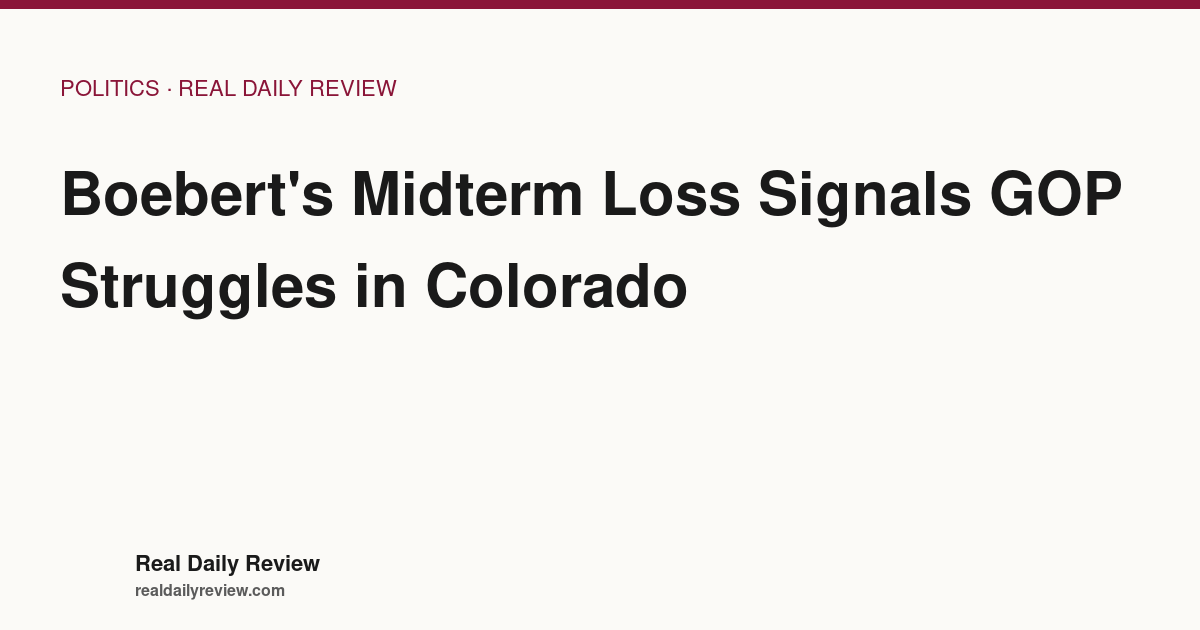 POLITICS · REAL DAILY REVIEW
Boebert's Midterm Loss Signals GOP
Struggles in Colorado
Real Daily Review
realdailyreview.com